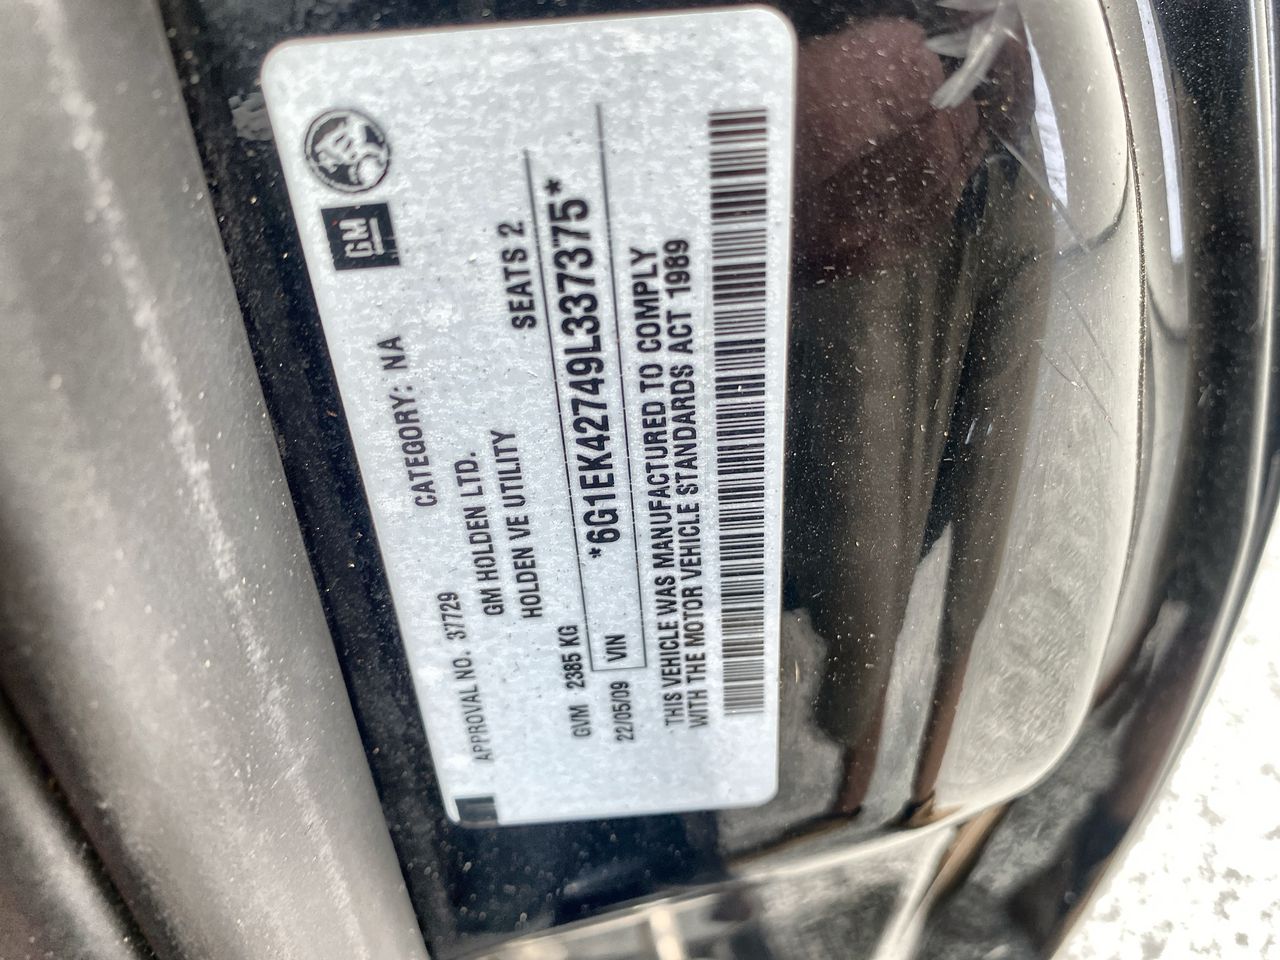 GM
APPROVAL NO. 37729 CATEGORY: NA
GM HOLDEN LTD.
HOLDEN VE UTILITY
GVM 2385 KG SEATS 2
22/05/09 VIN *6G1EK42749L337375*
THIS VEHICLE WAS MANUFACTURED TO COMPLY
WITH THE MOTOR VEHICLE STANDARDS ACT 1989